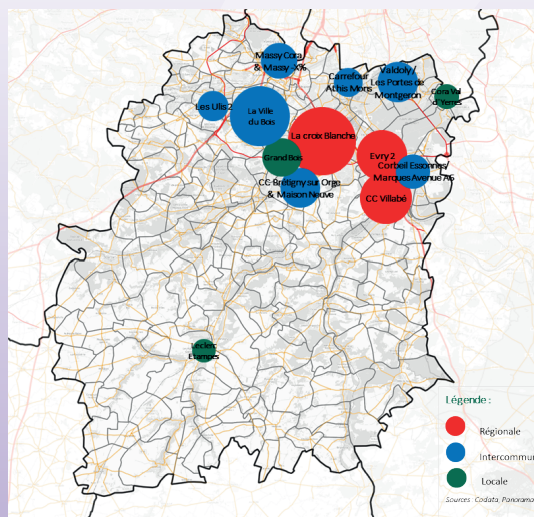 Massy Cora
& Massy -X%
Carrefour
Athis Mons
Valdoly /
Les Portes de
Montgeron
Cora Val
d'Yerres
Les Ulis 2
La Ville
du Bois
La croix Blanche
Grand Bois
Evry 2
Corbeil Essonnes/
Marques Avenue A6
CC Brétigny sur Orge
& Maison Neuve
CC Villabé
Leclerc
Etampes
Légende :
Régionale
Intercommun
Locale
Sources : Codata, Panorama